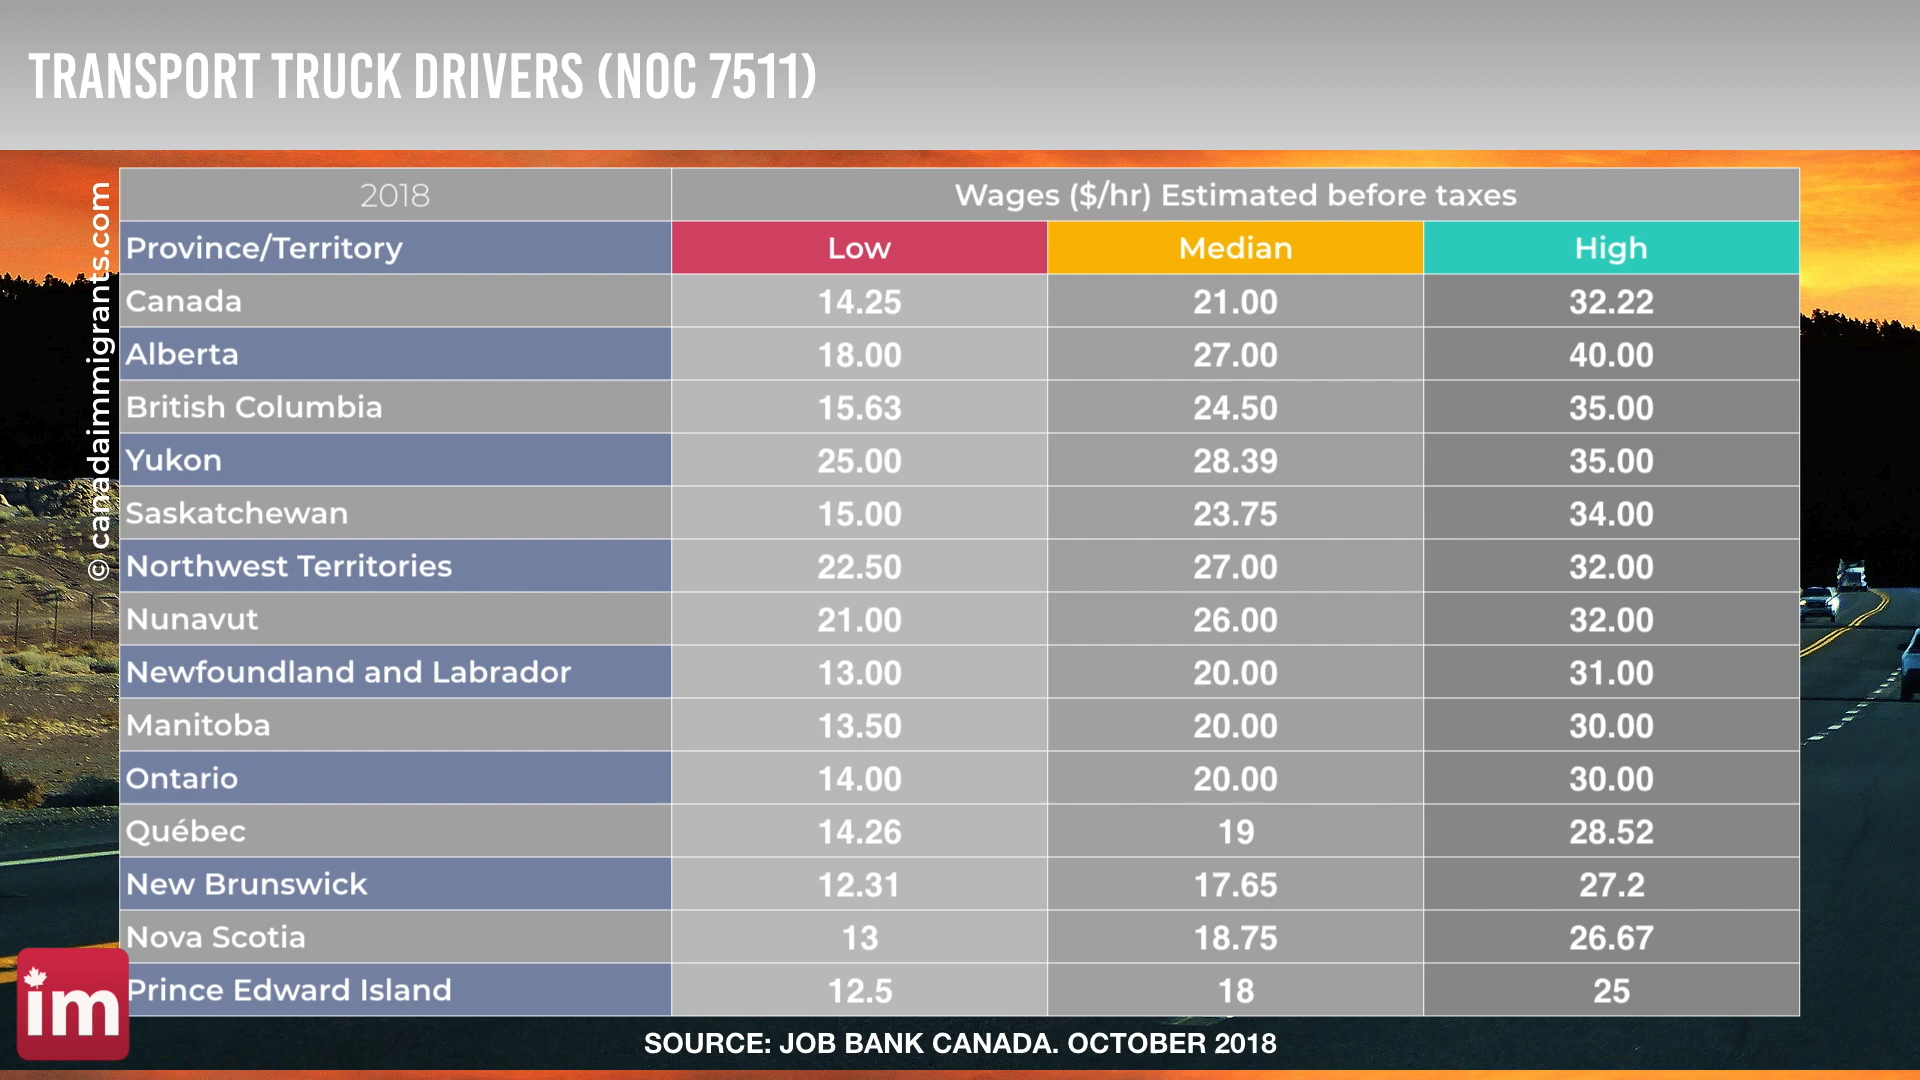 TRANSPORT TRUCK DRIVERS (NOC 7511)
© canadaimmigrants.com
2018 Wages ($/hr) Estimated before taxes
Province/Territory Low Median High
Canada 14.25 21.00 32.22
Alberta 18.00 27.00 40.00
British Columbia 15.63 24.50 35.00
Yukon 25.00 28.39 35.00
Saskatchewan 15.00 23.75 34.00
Northwest Territories 22.50 27.00 32.00
Nunavut 21.00 26.00 32.00
Newfoundland and Labrador 13.00 20.00 31.00
Manitoba 13.50 20.00 30.00
Ontario 14.00 20.00 30.00
Québec 14.26 19 28.52
New Brunswick 12.31 17.65 27.2
Nova Scotia 13 18.75 26.67
Prince Edward Island 12.5 18 25
im
SOURCE: JOB BANK CANADA. OCTOBER 2018